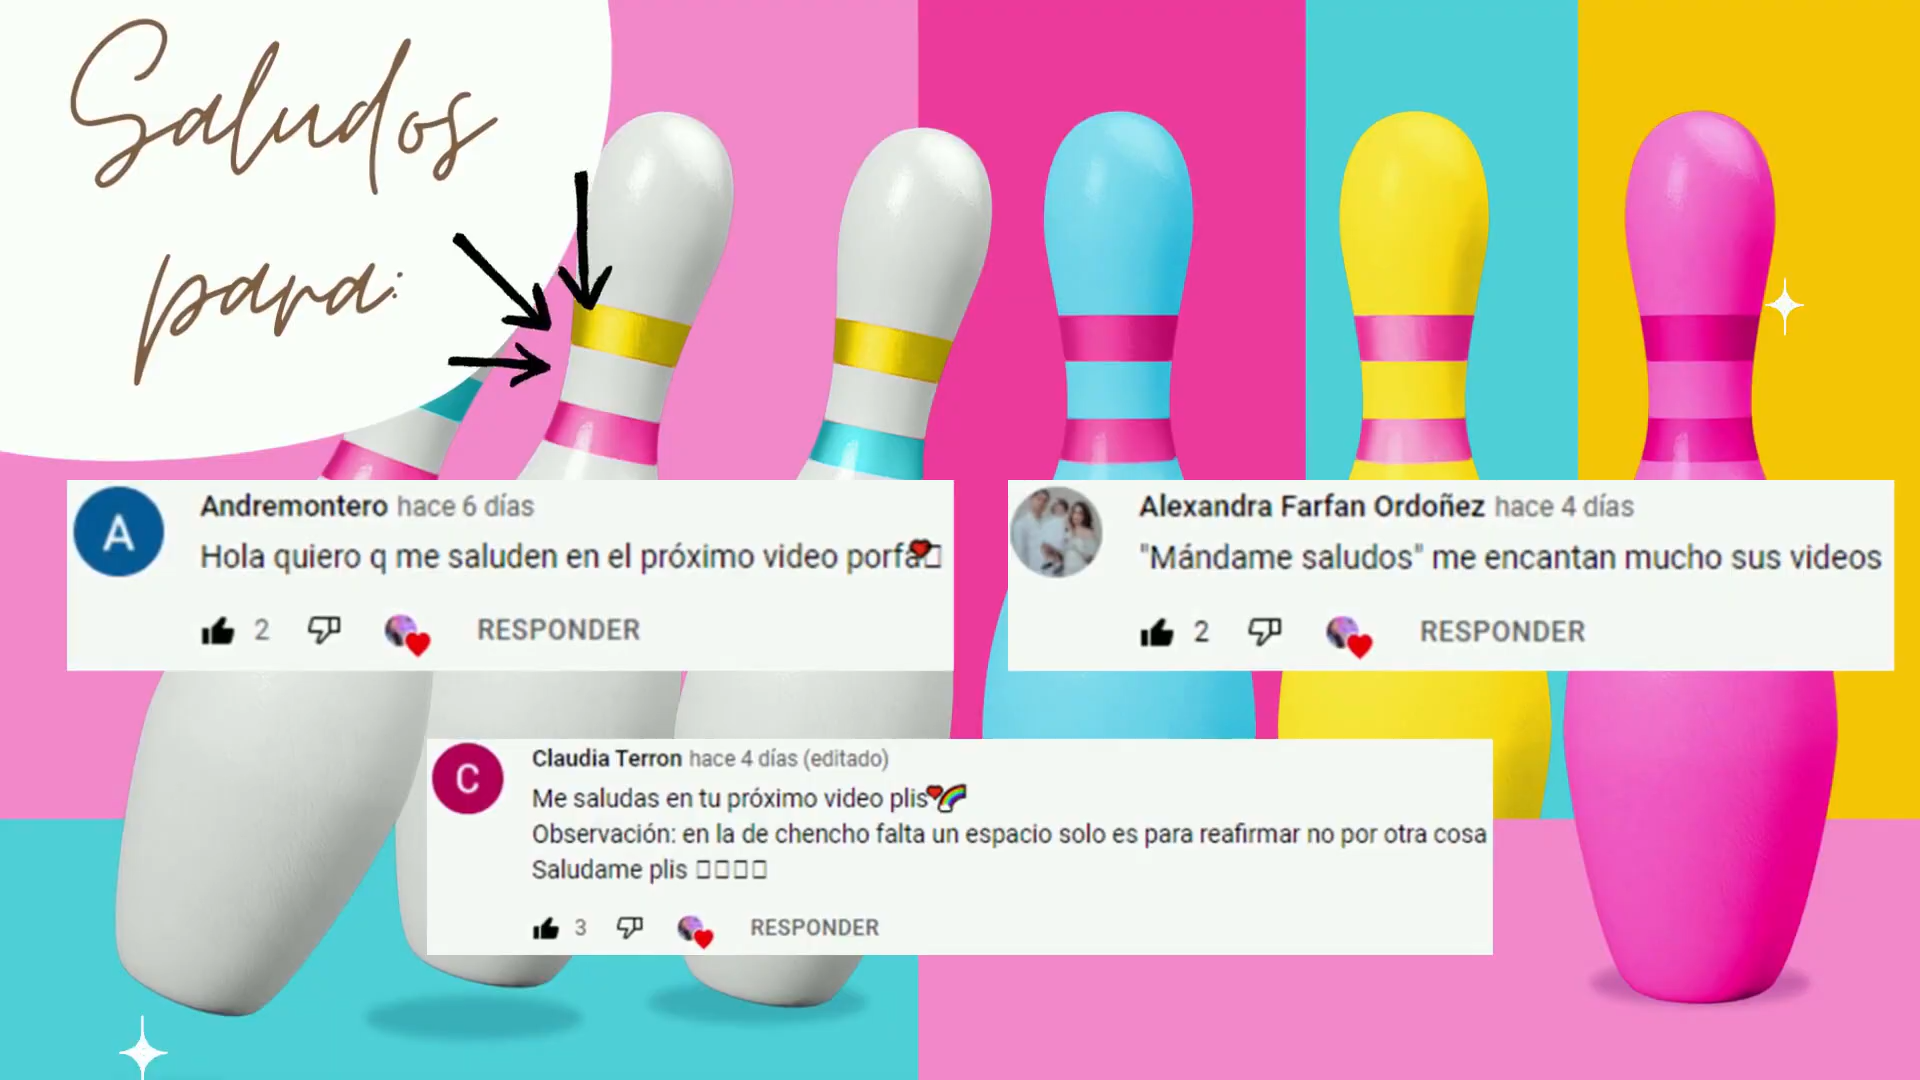 Saludos
para:
A
Andremontero hace 6 días
Hola quiero q me saluden en el próximo video porfa
2 RESPONDER
Alexandra Farfan Ordoñez hace 4 días
"Mándame saludos" me encantan mucho sus videos
2 RESPONDER
C
Claudia Terron hace 4 días (editado)
Me saludas en tu próximo video plis❤🌈
Observación: en la de chencho falta un espacio solo es para reafirmar no por otra cosa
Saludame plis □□□□
3 RESPONDER